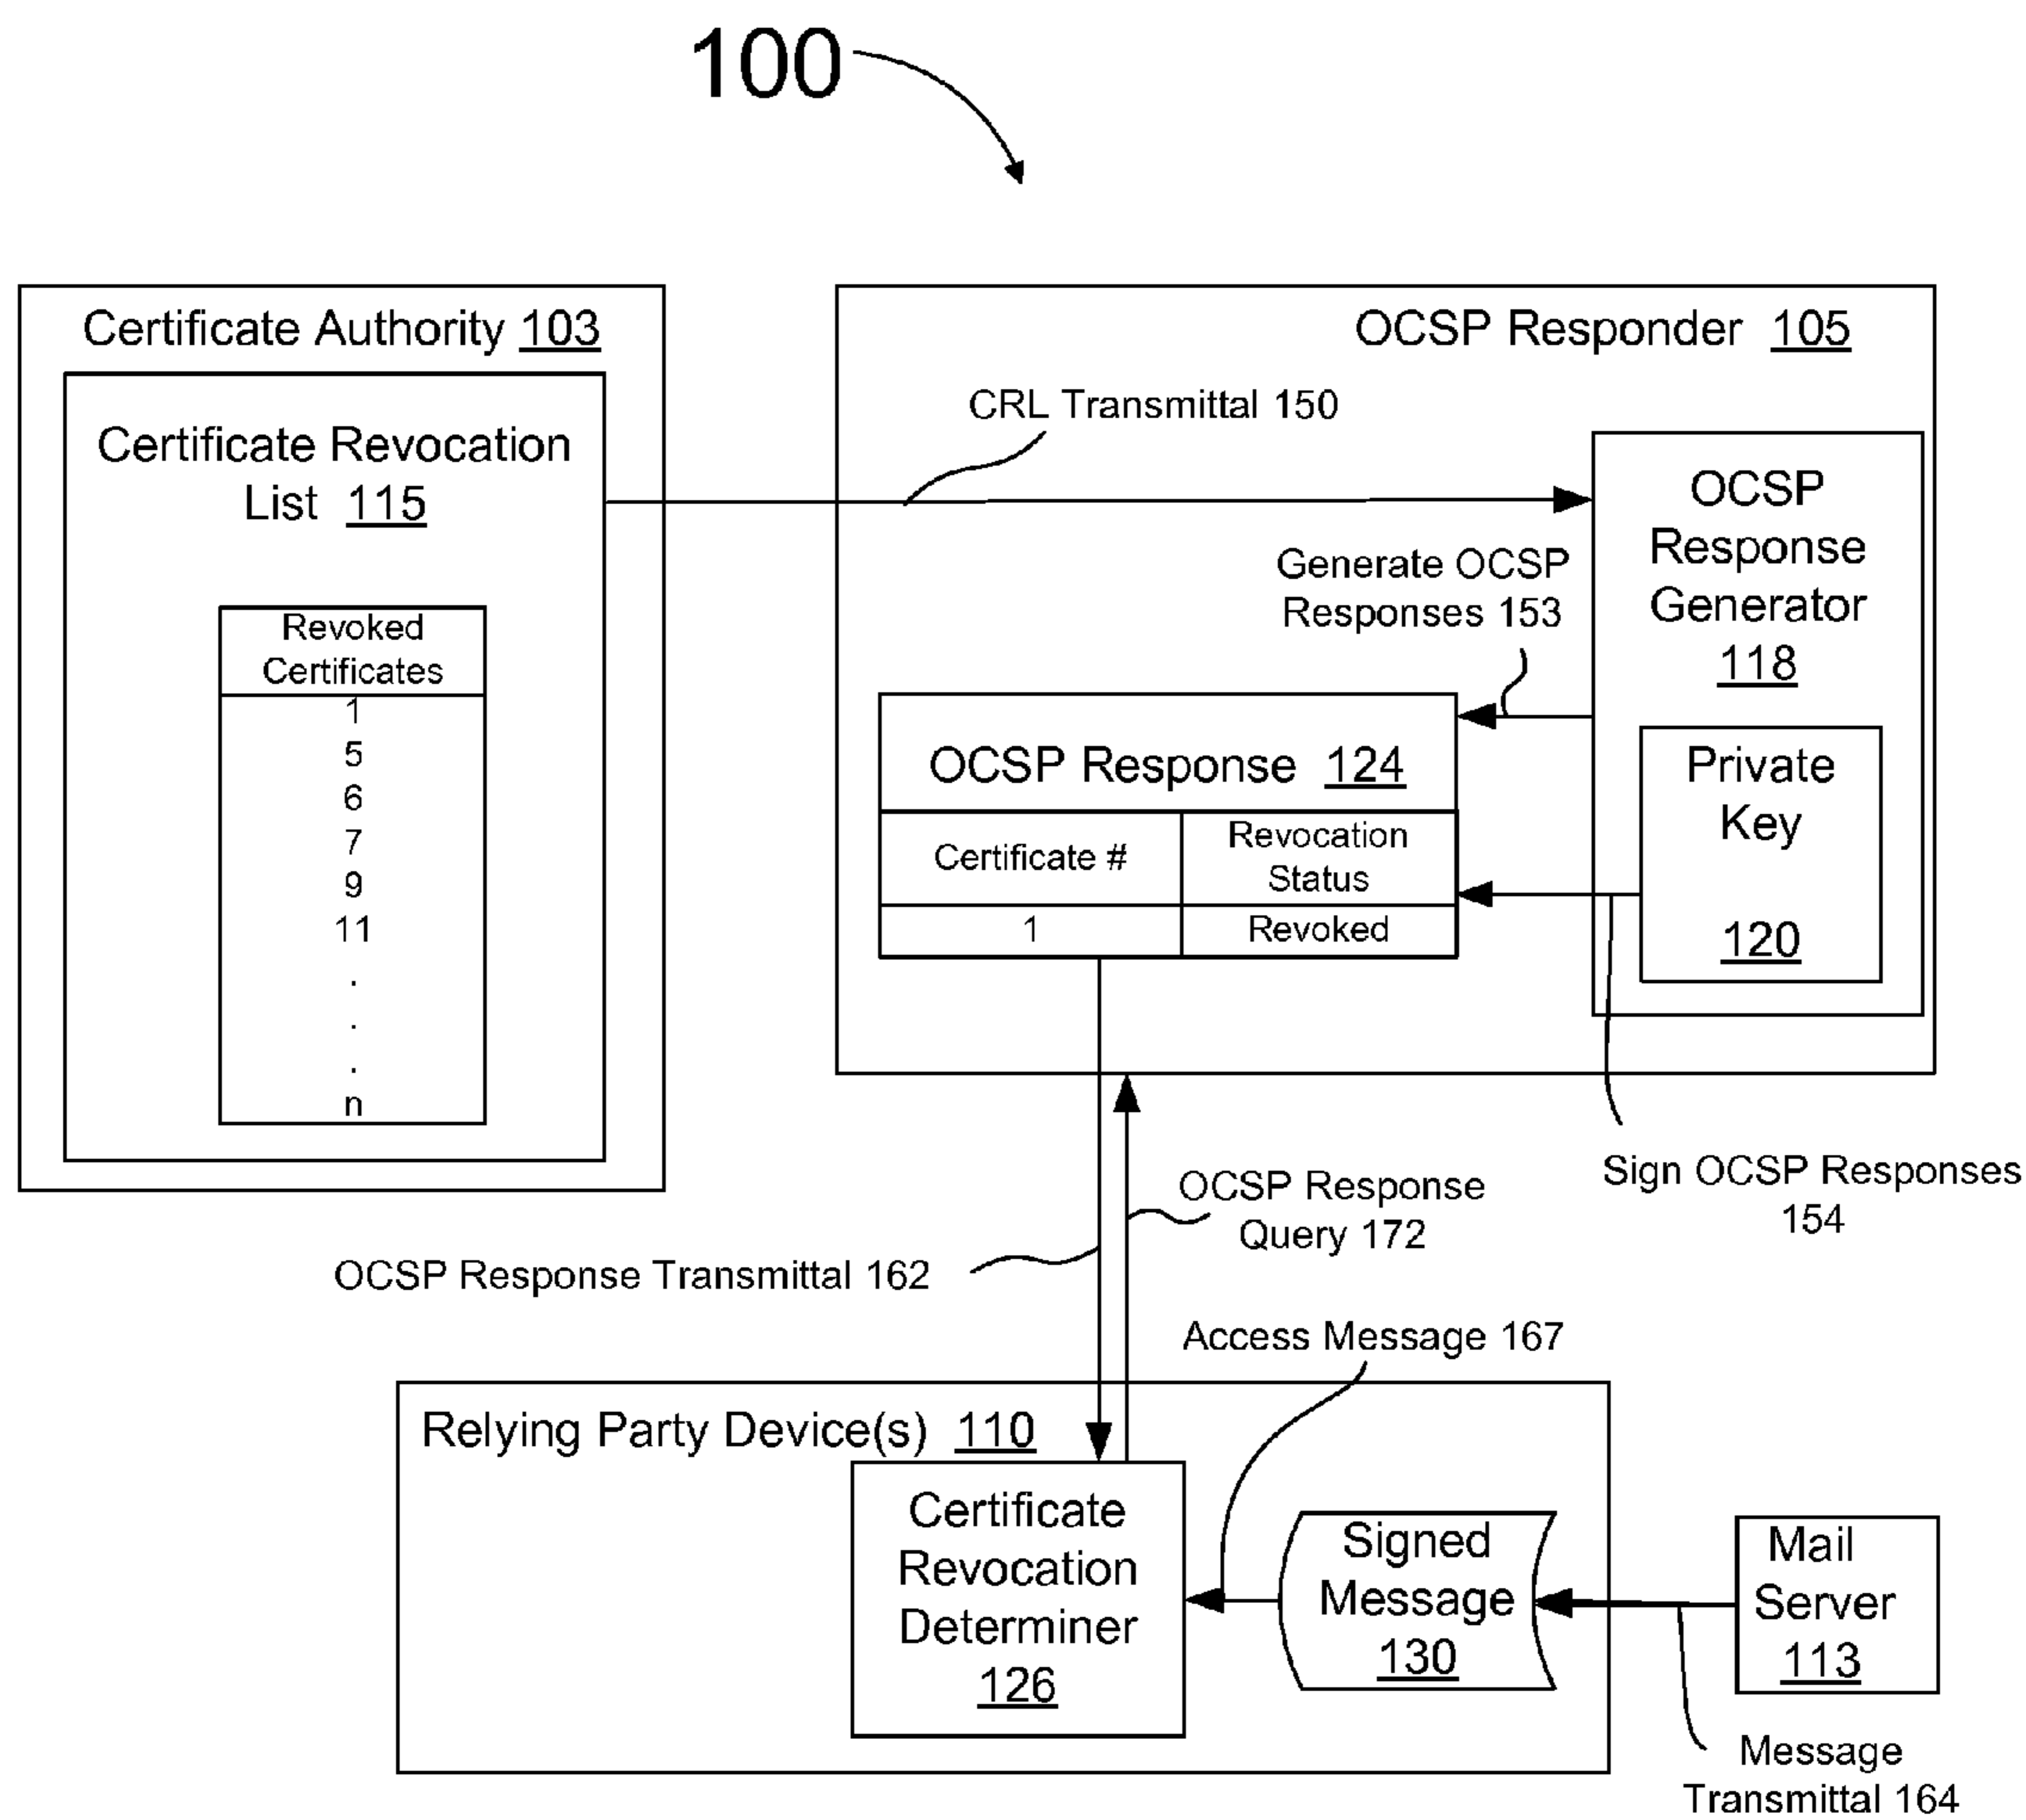 100
Certificate Authority 103
Certificate Revocation
List 115
Revoked
Certificates
1
5
6
7
9
11
.
.
.
n
OCSP Responder 105
CRL Transmittal 150
OCSP
Response
Generator
118
Generate OCSP
Responses 153
Private
Key
120
OCSP Response 124
Certificate #
Revocation
Status
1
Revoked
Sign OCSP Responses
154
OCSP Response
Query 172
OCSP Response Transmittal 162
Access Message 167
Relying Party Device(s) 110
Certificate
Revocation
Determiner
126
Signed
Message
130
Mail
Server
113
Message
Transmittal 164